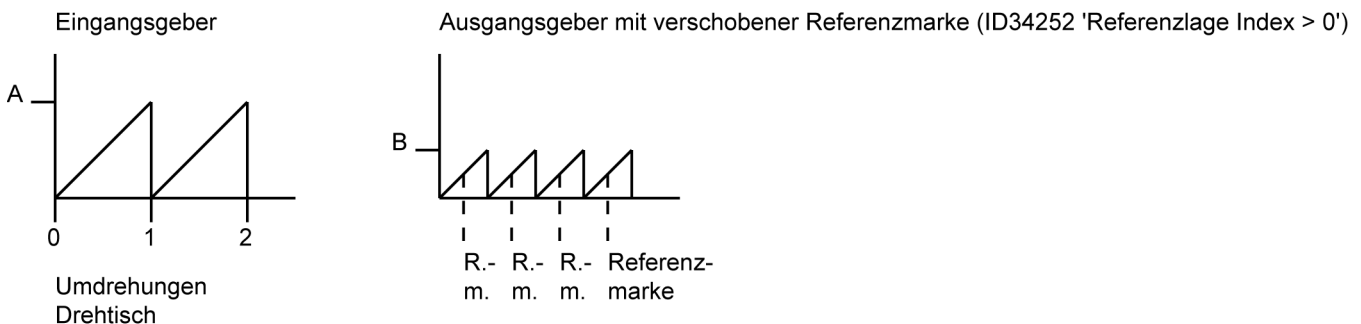 Eingangsgeber
A
0 1 2
Umdrehungen
Drehtisch
Ausgangsgeber mit verschobener Referenzmarke (ID34252 'Referenzlage Index > 0')
B
R.- R.- R.- Referenz-
m. m. m. marke